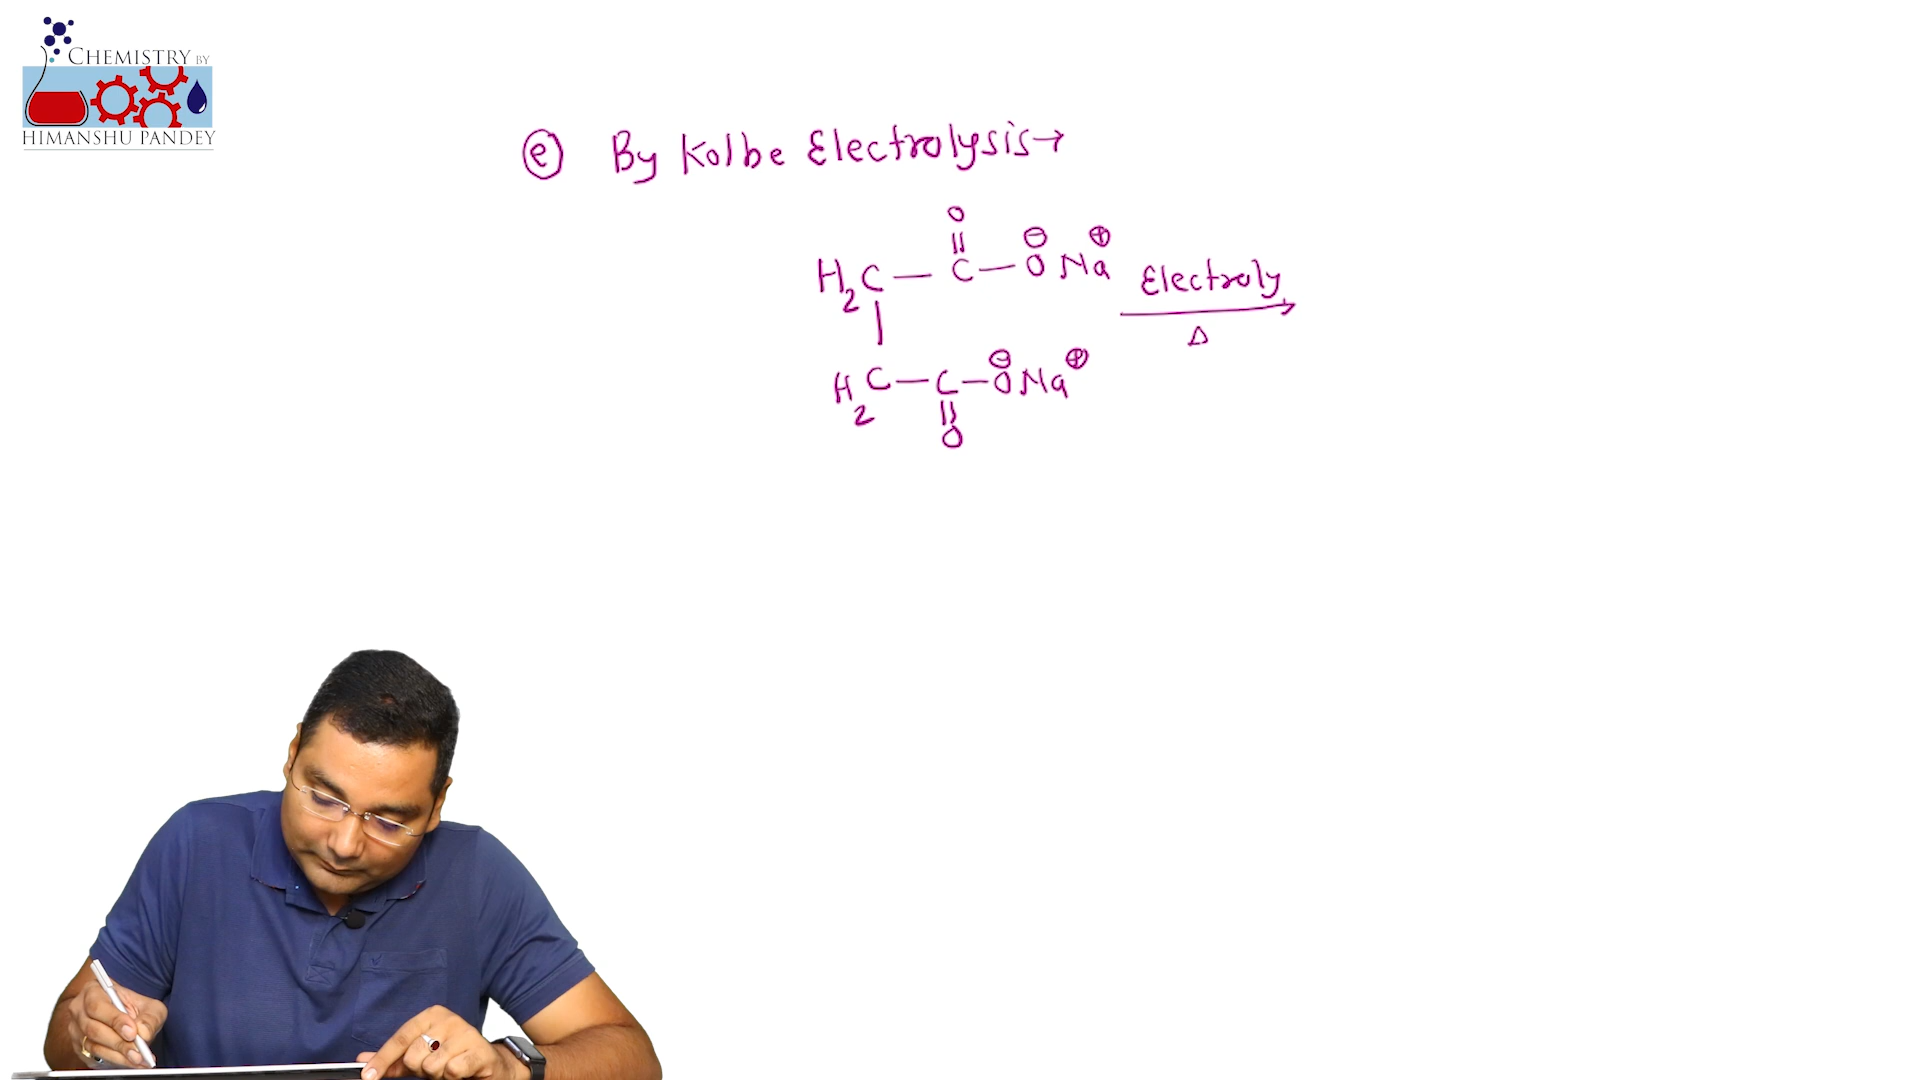 CHEMISTRY BY
HIMANSHU PANDEY
(e) By Kolbe Electrolysis→
O
||
H₂C — C — O⊖ Na⊕ Electroly
Δ
|
H₂C — C — O⊖Na⊕
||
O